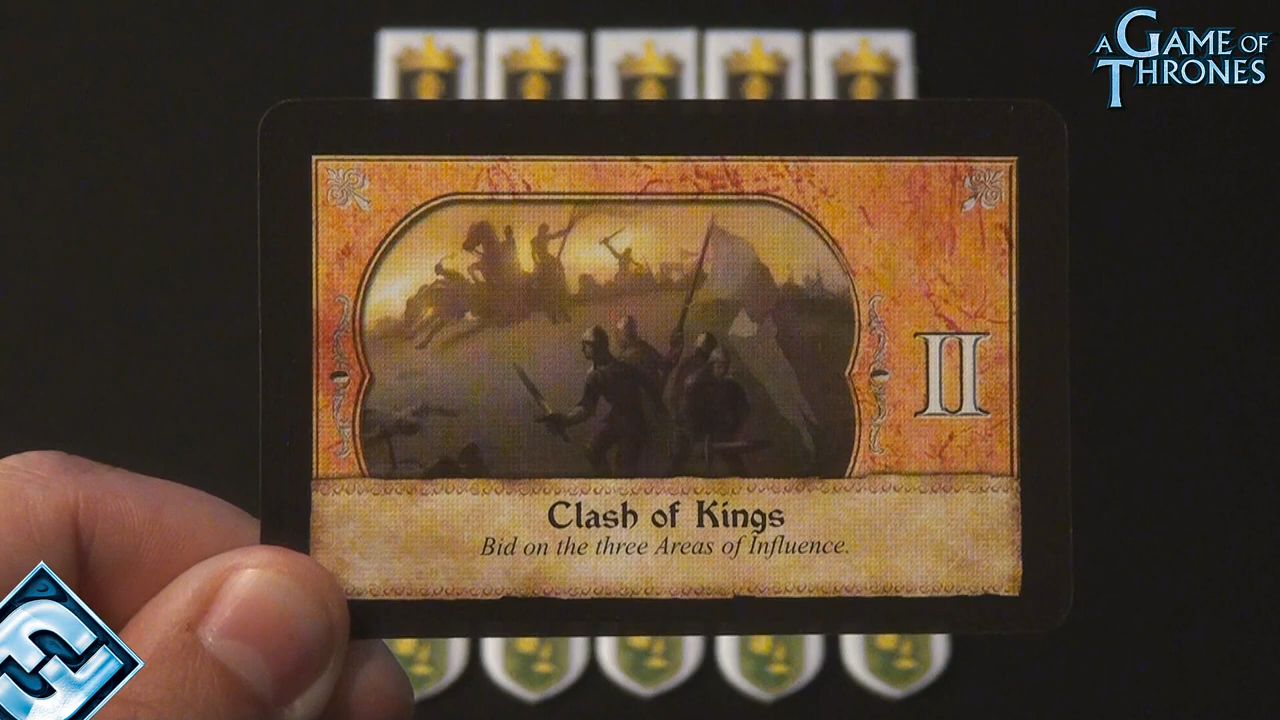 A GAME OF
THRONES
II
Clash of Kings
Bid on the three Areas of Influence.